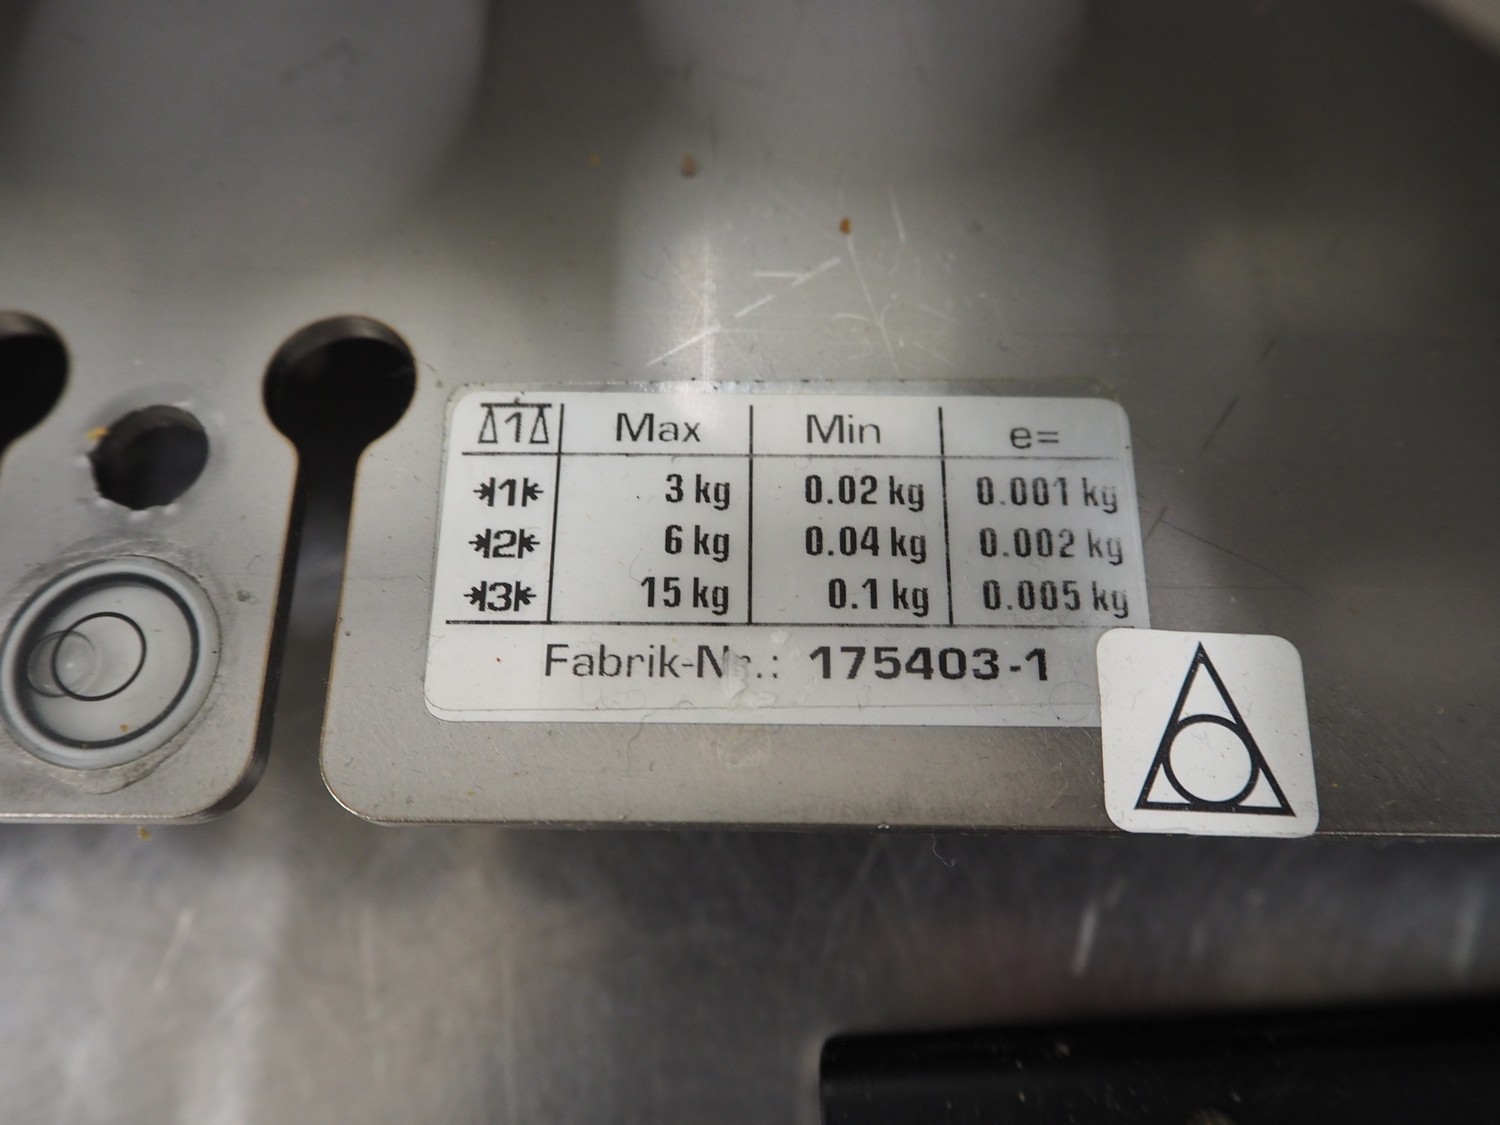 1 Max Min e=
1 3 kg 0.02 kg 0.001 kg
2 6 kg 0.04 kg 0.002 kg
3 15 kg 0.1 kg 0.005 kg
Fabrik-Nr.: 175403-1